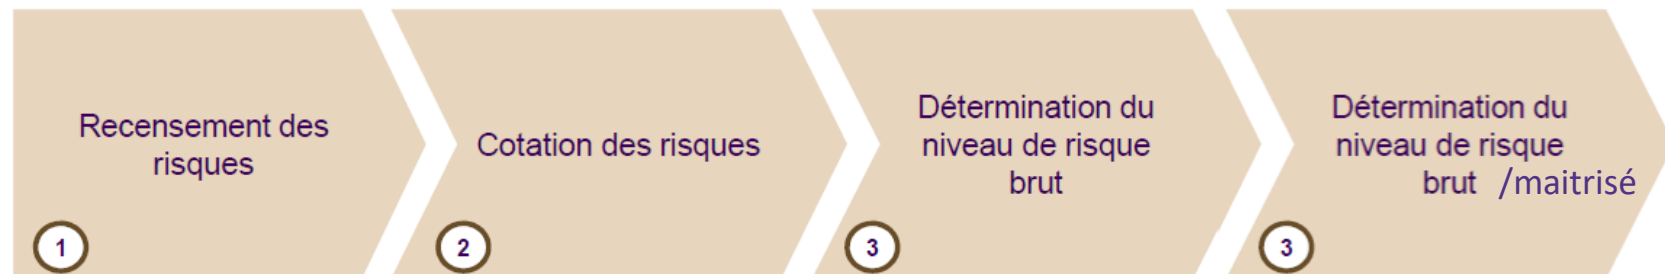 Recensement des
risques
1
Cotation des risques
2
Détermination du
niveau de risque
brut
3
Détermination du
niveau de risque
brut /maitrisé
3